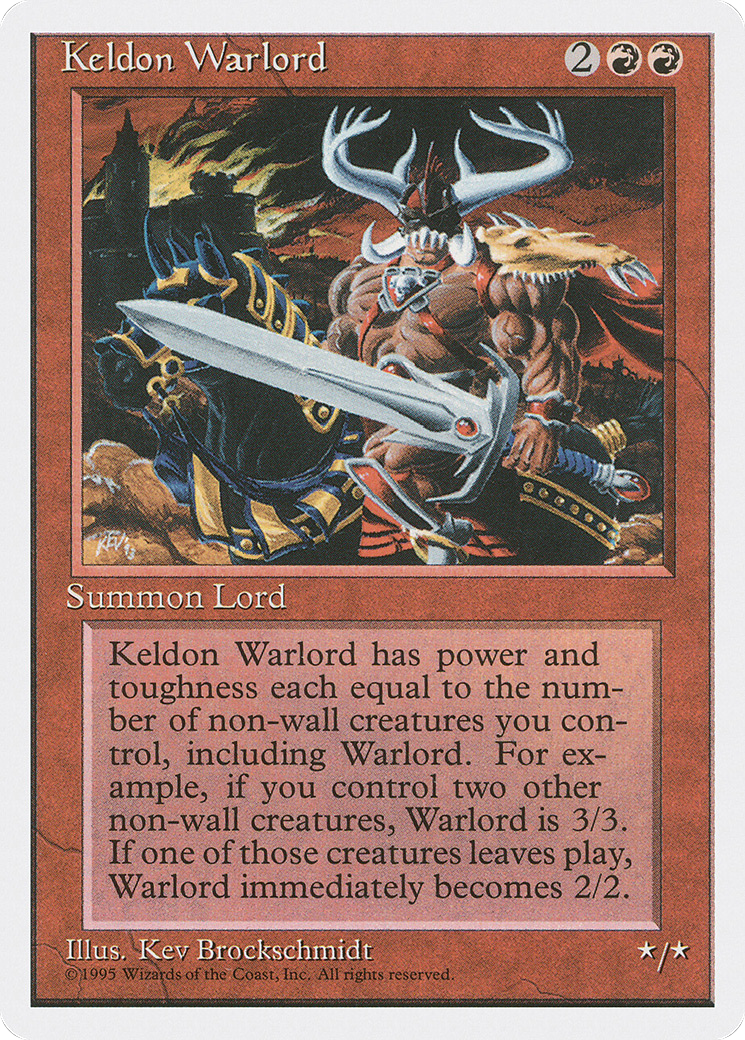 Keldon Warlord 2
KEV 93
Summon Lord
Keldon Warlord has power and
toughness each equal to the num-
ber of non-wall creatures you con-
trol, including Warlord. For ex-
ample, if you control two other
non-wall creatures, Warlord is 3/3.
If one of those creatures leaves play,
Warlord immediately becomes 2/2.
Illus. Kev Brockschmidt
★/★
©1995 Wizards of the Coast, Inc. All rights reserved.